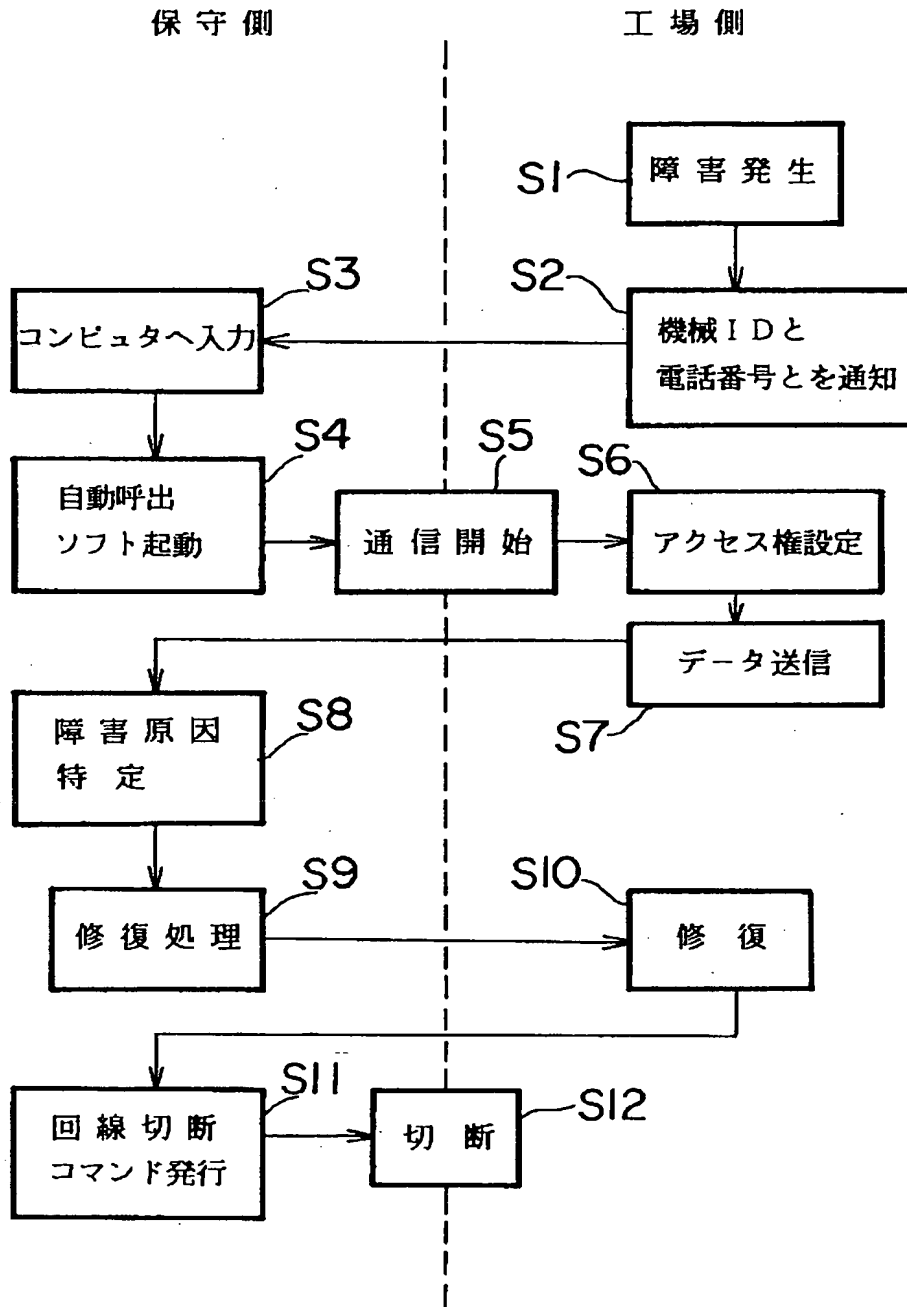 保守側
工場側
S1
障害発生
S2
機械IDと
電話番号とを通知
S3
コンピュタへ入力
S4
自動呼出
ソフト起動
S5
通信開始
S6
アクセス権設定
データ送信
S7
S8
障害原因
特定
S9
修復処理
S10
修復
S11
回線切断
コマンド発行
S12
切断